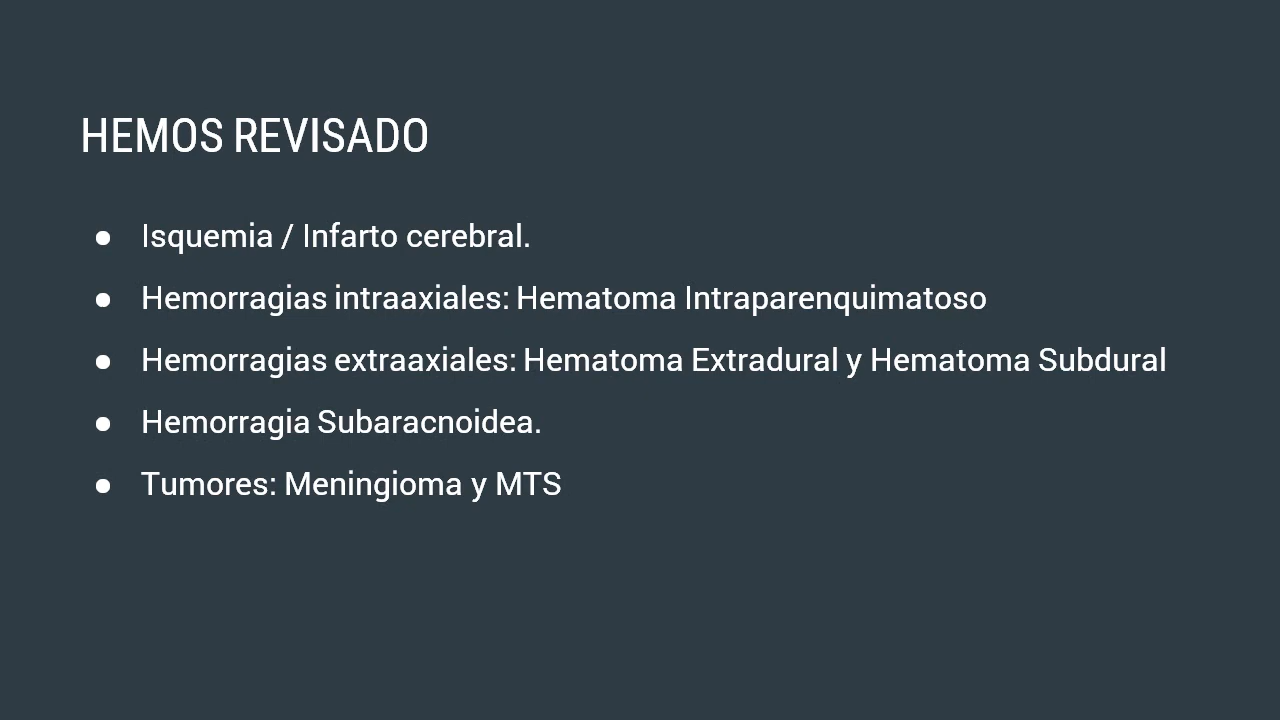 HEMOS REVISADO
● Isquemia / Infarto cerebral.
● Hemorragias intraaxiales: Hematoma Intraparenquimatoso
● Hemorragias extraaxiales: Hematoma Extradural y Hematoma Subdural
● Hemorragia Subaracnoidea.
● Tumores: Meningioma y MTS